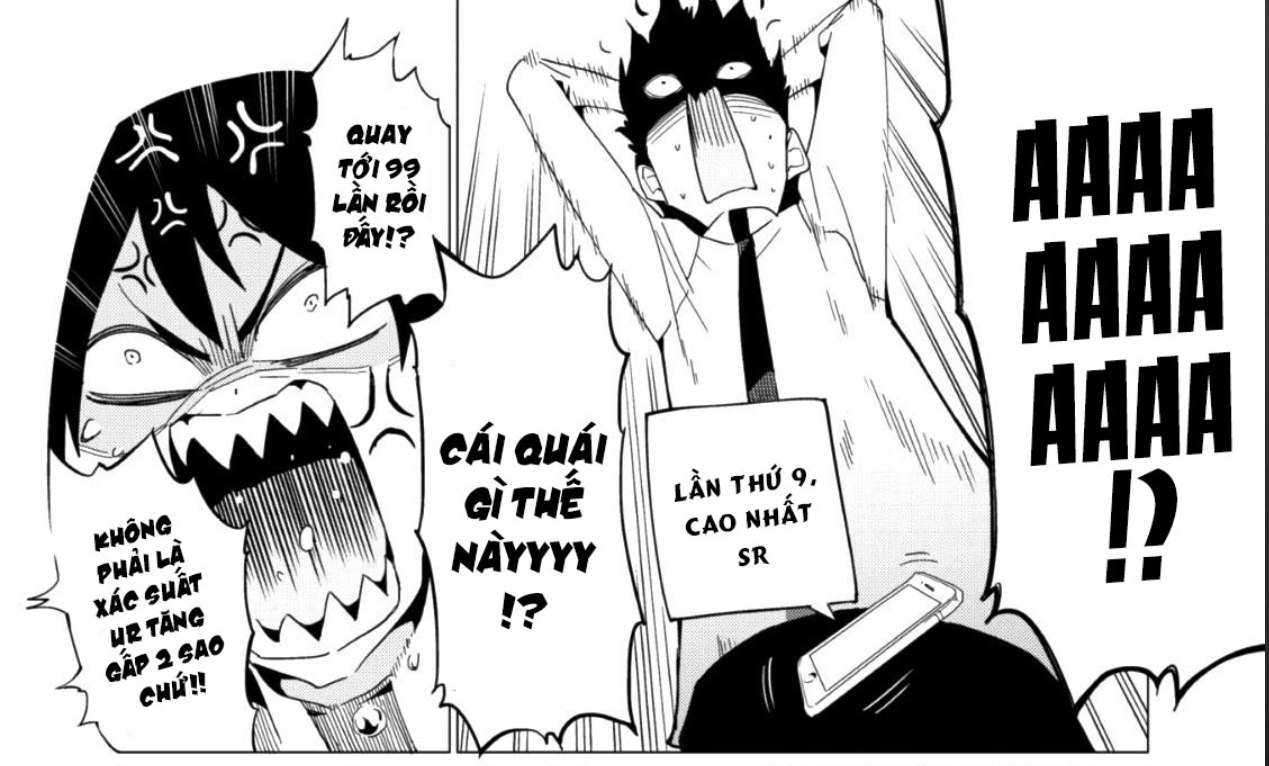 AAAA
AAAA
AAAA
!?
LẦN THỨ 9,
CAO NHẤT
SR
CÁI QUÁI
GÌ THẾ
NÀYYYY
!?
QUAY
TỚI 99
LẦN RỒI
ĐẤY!?
KHÔNG
PHẢI LÀ
XÁC SUẤT
UR TĂNG
GẤP 2 SAO
CHỨ!!